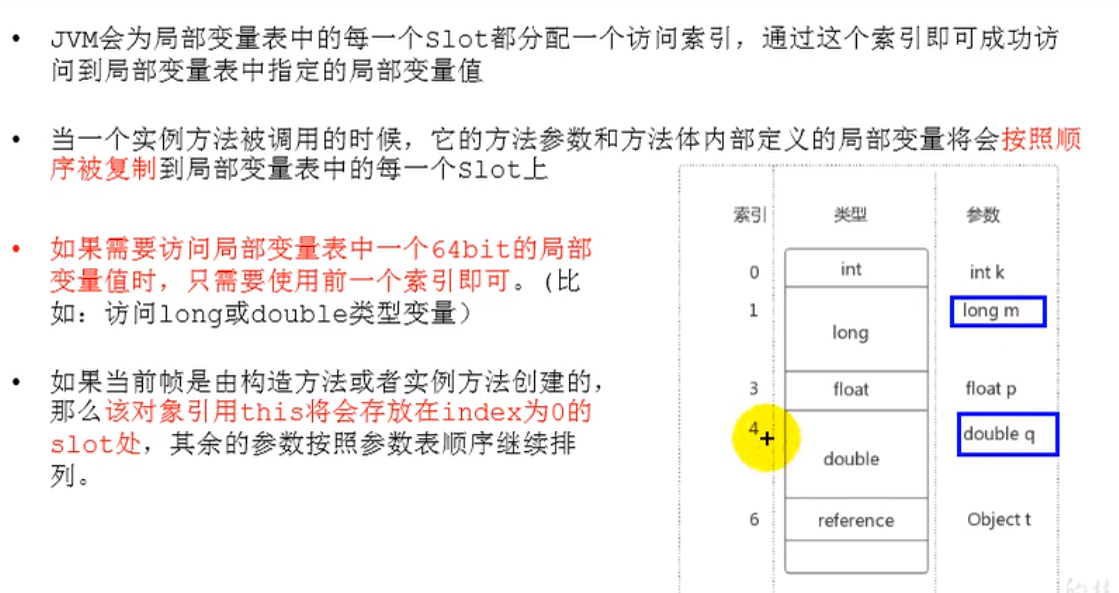 • JVM会为局部变量表中的每一个Slot都分配一个访问索引，通过这个索引即可成功访
问到局部变量表中指定的局部变量值
• 当一个实例方法被调用的时候，它的方法参数和方法体内部定义的局部变量将会按照顺
序被复制到局部变量表中的每一个Slot上
• 如果需要访问局部变量表中一个64bit的局部
变量值时，只需要使用前一个索引即可。(比
如：访问long或double类型变量）
• 如果当前帧是由构造方法或者实例方法创建的，
那么该对象引用this将会存放在index为0的
slot处，其余的参数按照参数表顺序继续排
列。
索引 类型 参数
0 int int k
1 long long m
3 float float p
4 double double q
6 reference Object t